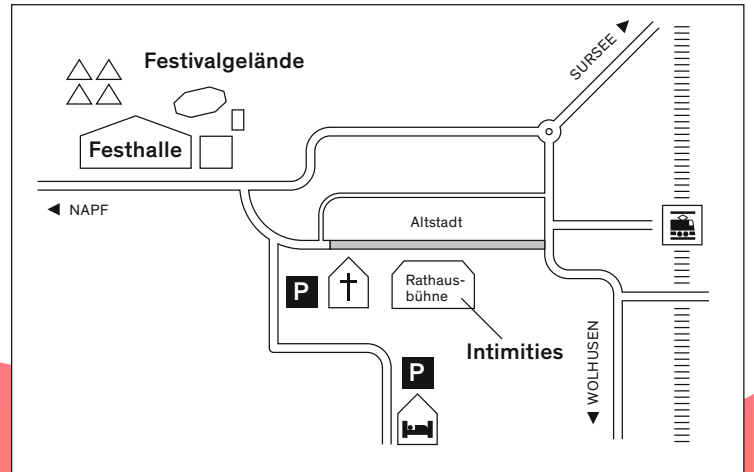 Festivalgelände
SURSEE
Festhalle
NAPF
Altstadt
P
Rathaus-
bühne
Intimities
WOLHUSEN
P